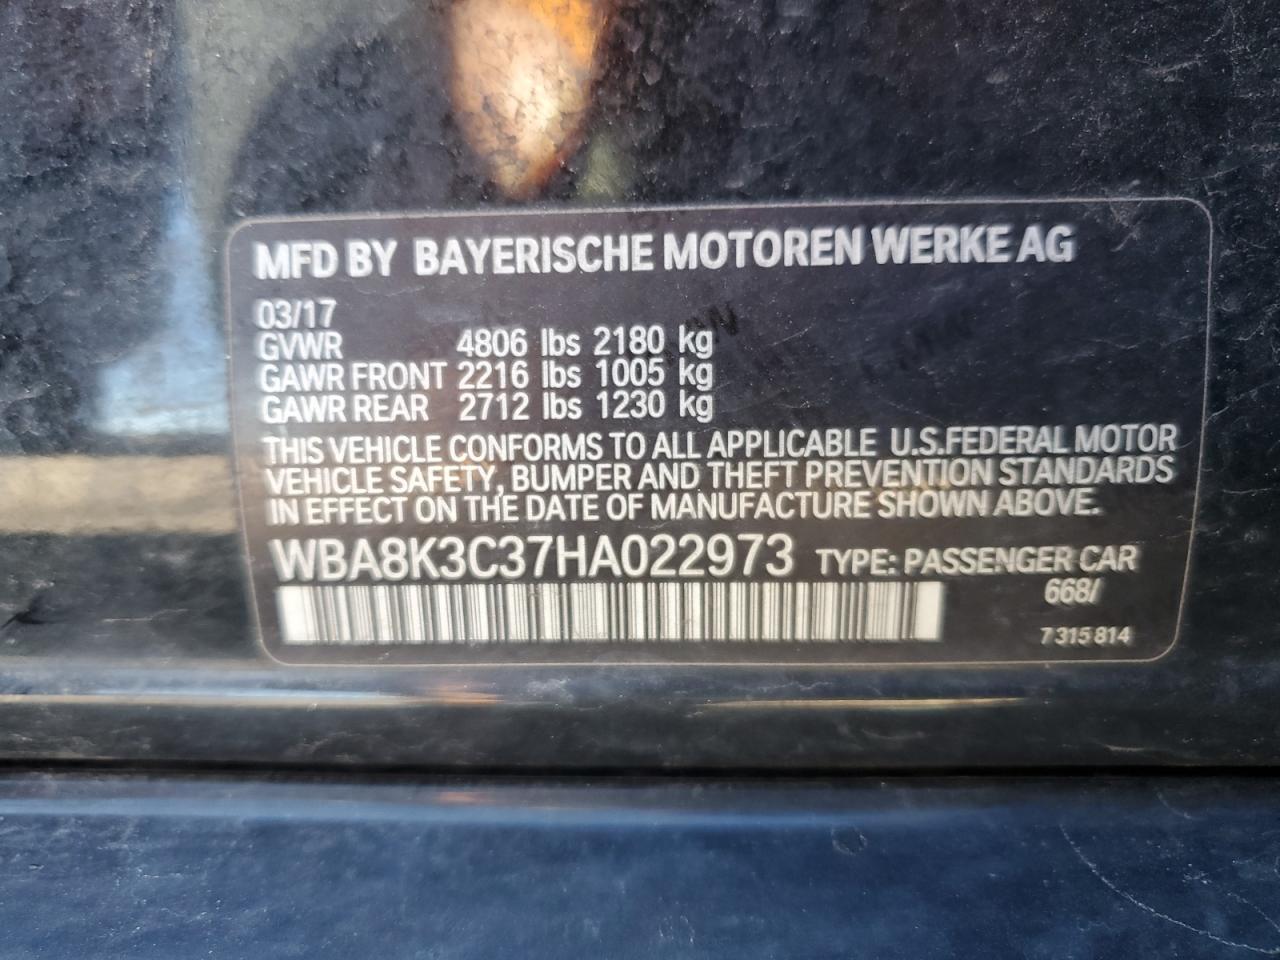 MFD BY BAYERISCHE MOTOREN WERKE AG
03/17
GVWR 4806 lbs 2180 kg
GAWR FRONT 2216 lbs 1005 kg
GAWR REAR 2712 lbs 1230 kg
THIS VEHICLE CONFORMS TO ALL APPLICABLE U.S.FEDERAL MOTOR
VEHICLE SAFETY, BUMPER AND THEFT PREVENTION STANDARDS
IN EFFECT ON THE DATE OF MANUFACTURE SHOWN ABOVE.
WBA8K3C37HA022973 TYPE: PASSENGER CAR
668/
7 315 814